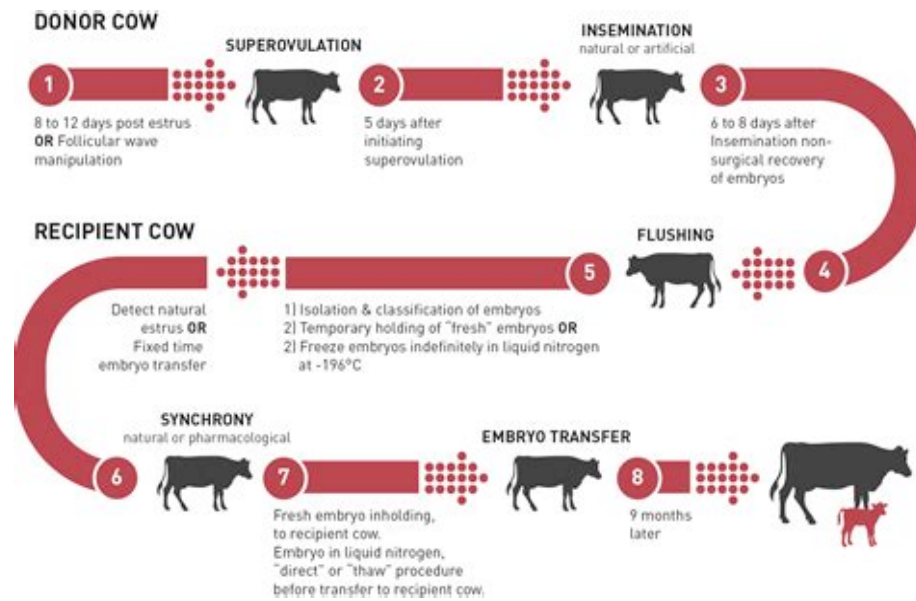 DONOR COW
SUPEROVULATION
INSEMINATION
natural or artificial
1
2
3
8 to 12 days post estrus
OR Follicular wave
manipulation
5 days after
initiating
superovulation
6 to 8 days after
Insemination non-
surgical recovery
of embryos
RECIPIENT COW
FLUSHING
5
4
Detect natural
estrus OR
Fixed time
embryo transfer
1) Isolation & classification of embryos
2) Temporary holding of "fresh" embryos OR
2) Freeze embryos indefinitely in liquid nitrogen
at -196°C
SYNCHRONY
natural or pharmacological
EMBRYO TRANSFER
6
7
8
Fresh embryo inholding,
to recipient cow.
Embryo in liquid nitrogen,
"direct" or "thaw" procedure
before transfer to recipient cow.
9 months
later